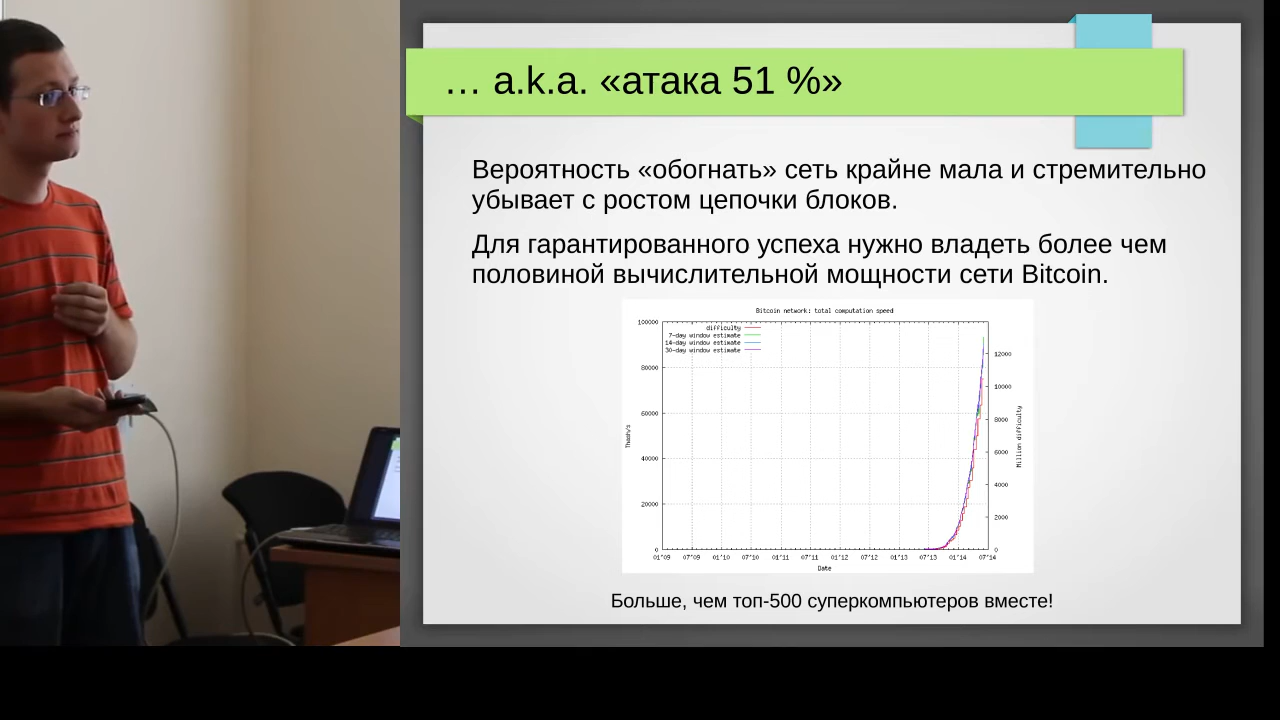 … a.k.a. «атака 51 %»
Вероятность «обогнать» сеть крайне мала и стремительно
убывает с ростом цепочки блоков.
Для гарантированного успеха нужно владеть более чем
половиной вычислительной мощности сети Bitcoin.
Bitcoin network: total computation speed
difficulty
7-day window estimate
14-day window estimate
30-day window estimate
100000
80000
60000
40000
20000
0
Thash/s
12000
10000
8000
6000
4000
2000
0
Million difficulty
01'09 07'09 01'10 07'10 01'11 07'11 01'12 07'12 01'13 07'13 01'14 07'14
Date
Больше, чем топ-500 суперкомпьютеров вместе!